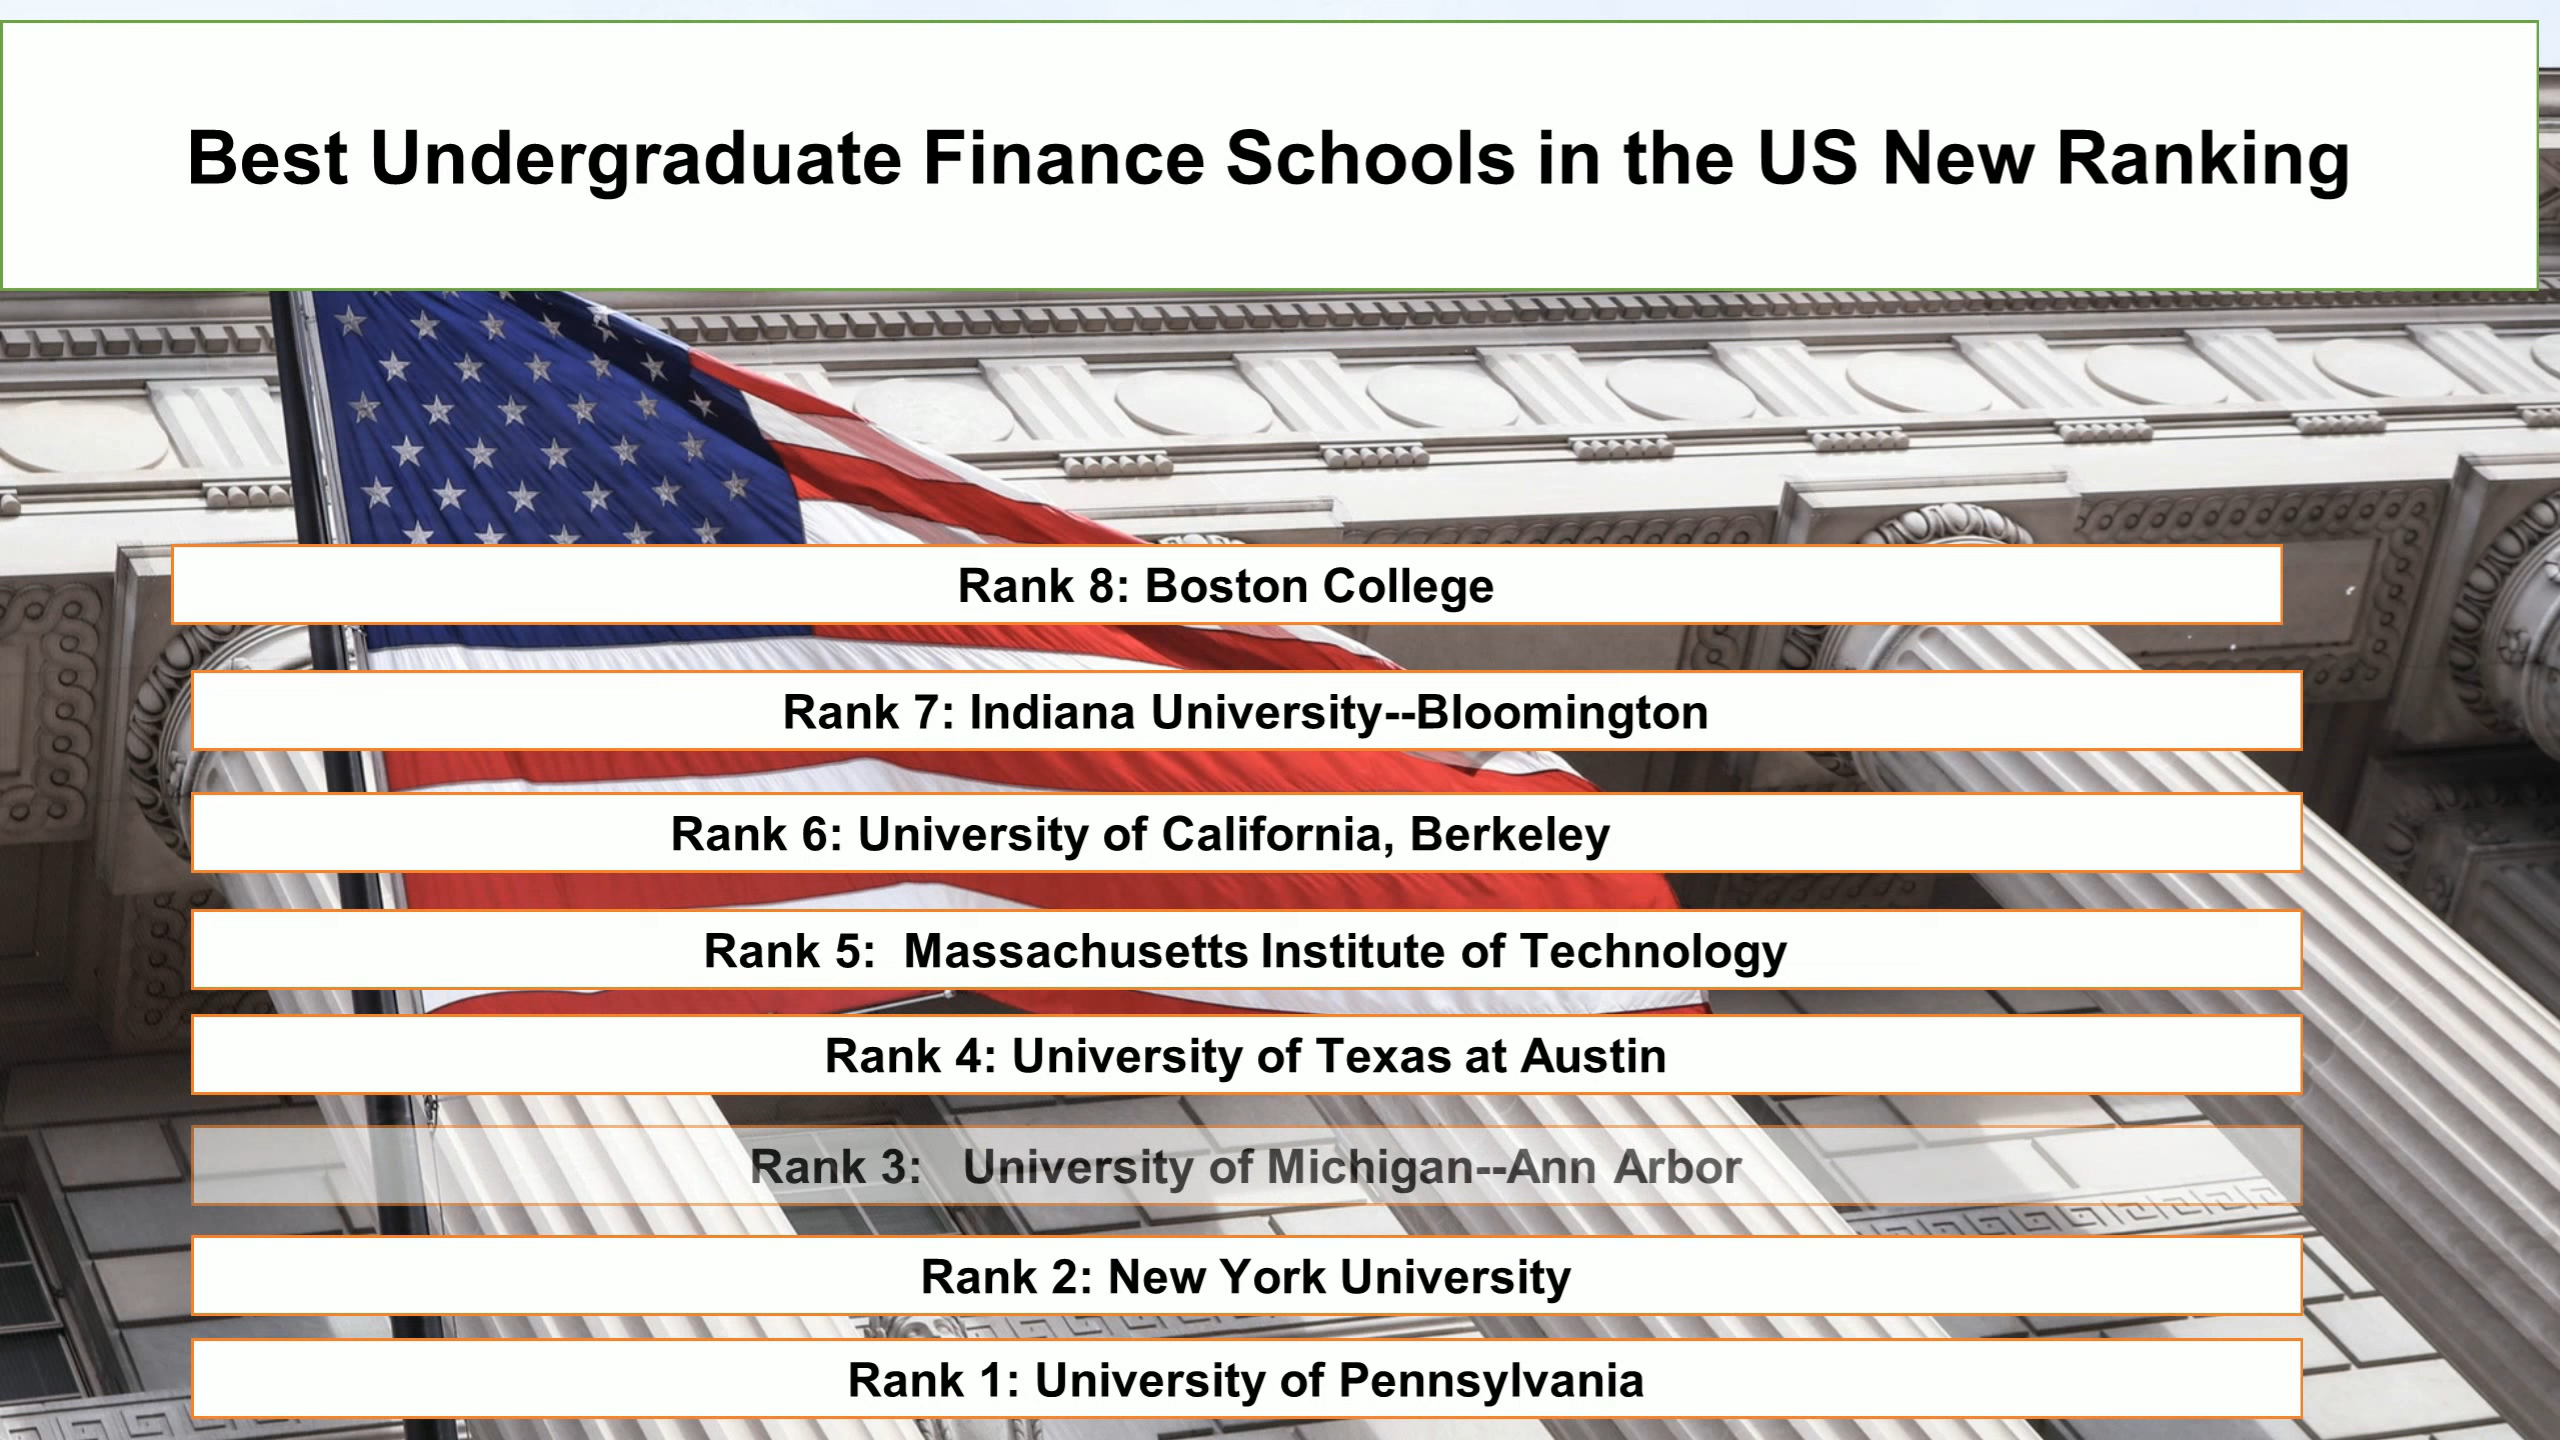 Best Undergraduate Finance Schools in the US New Ranking
Rank 8: Boston College
Rank 7: Indiana University--Bloomington
Rank 6: University of California, Berkeley
Rank 5:  Massachusetts Institute of Technology
Rank 4: University of Texas at Austin
Rank 3:   University of Michigan--Ann Arbor
Rank 2: New York University
Rank 1: University of Pennsylvania